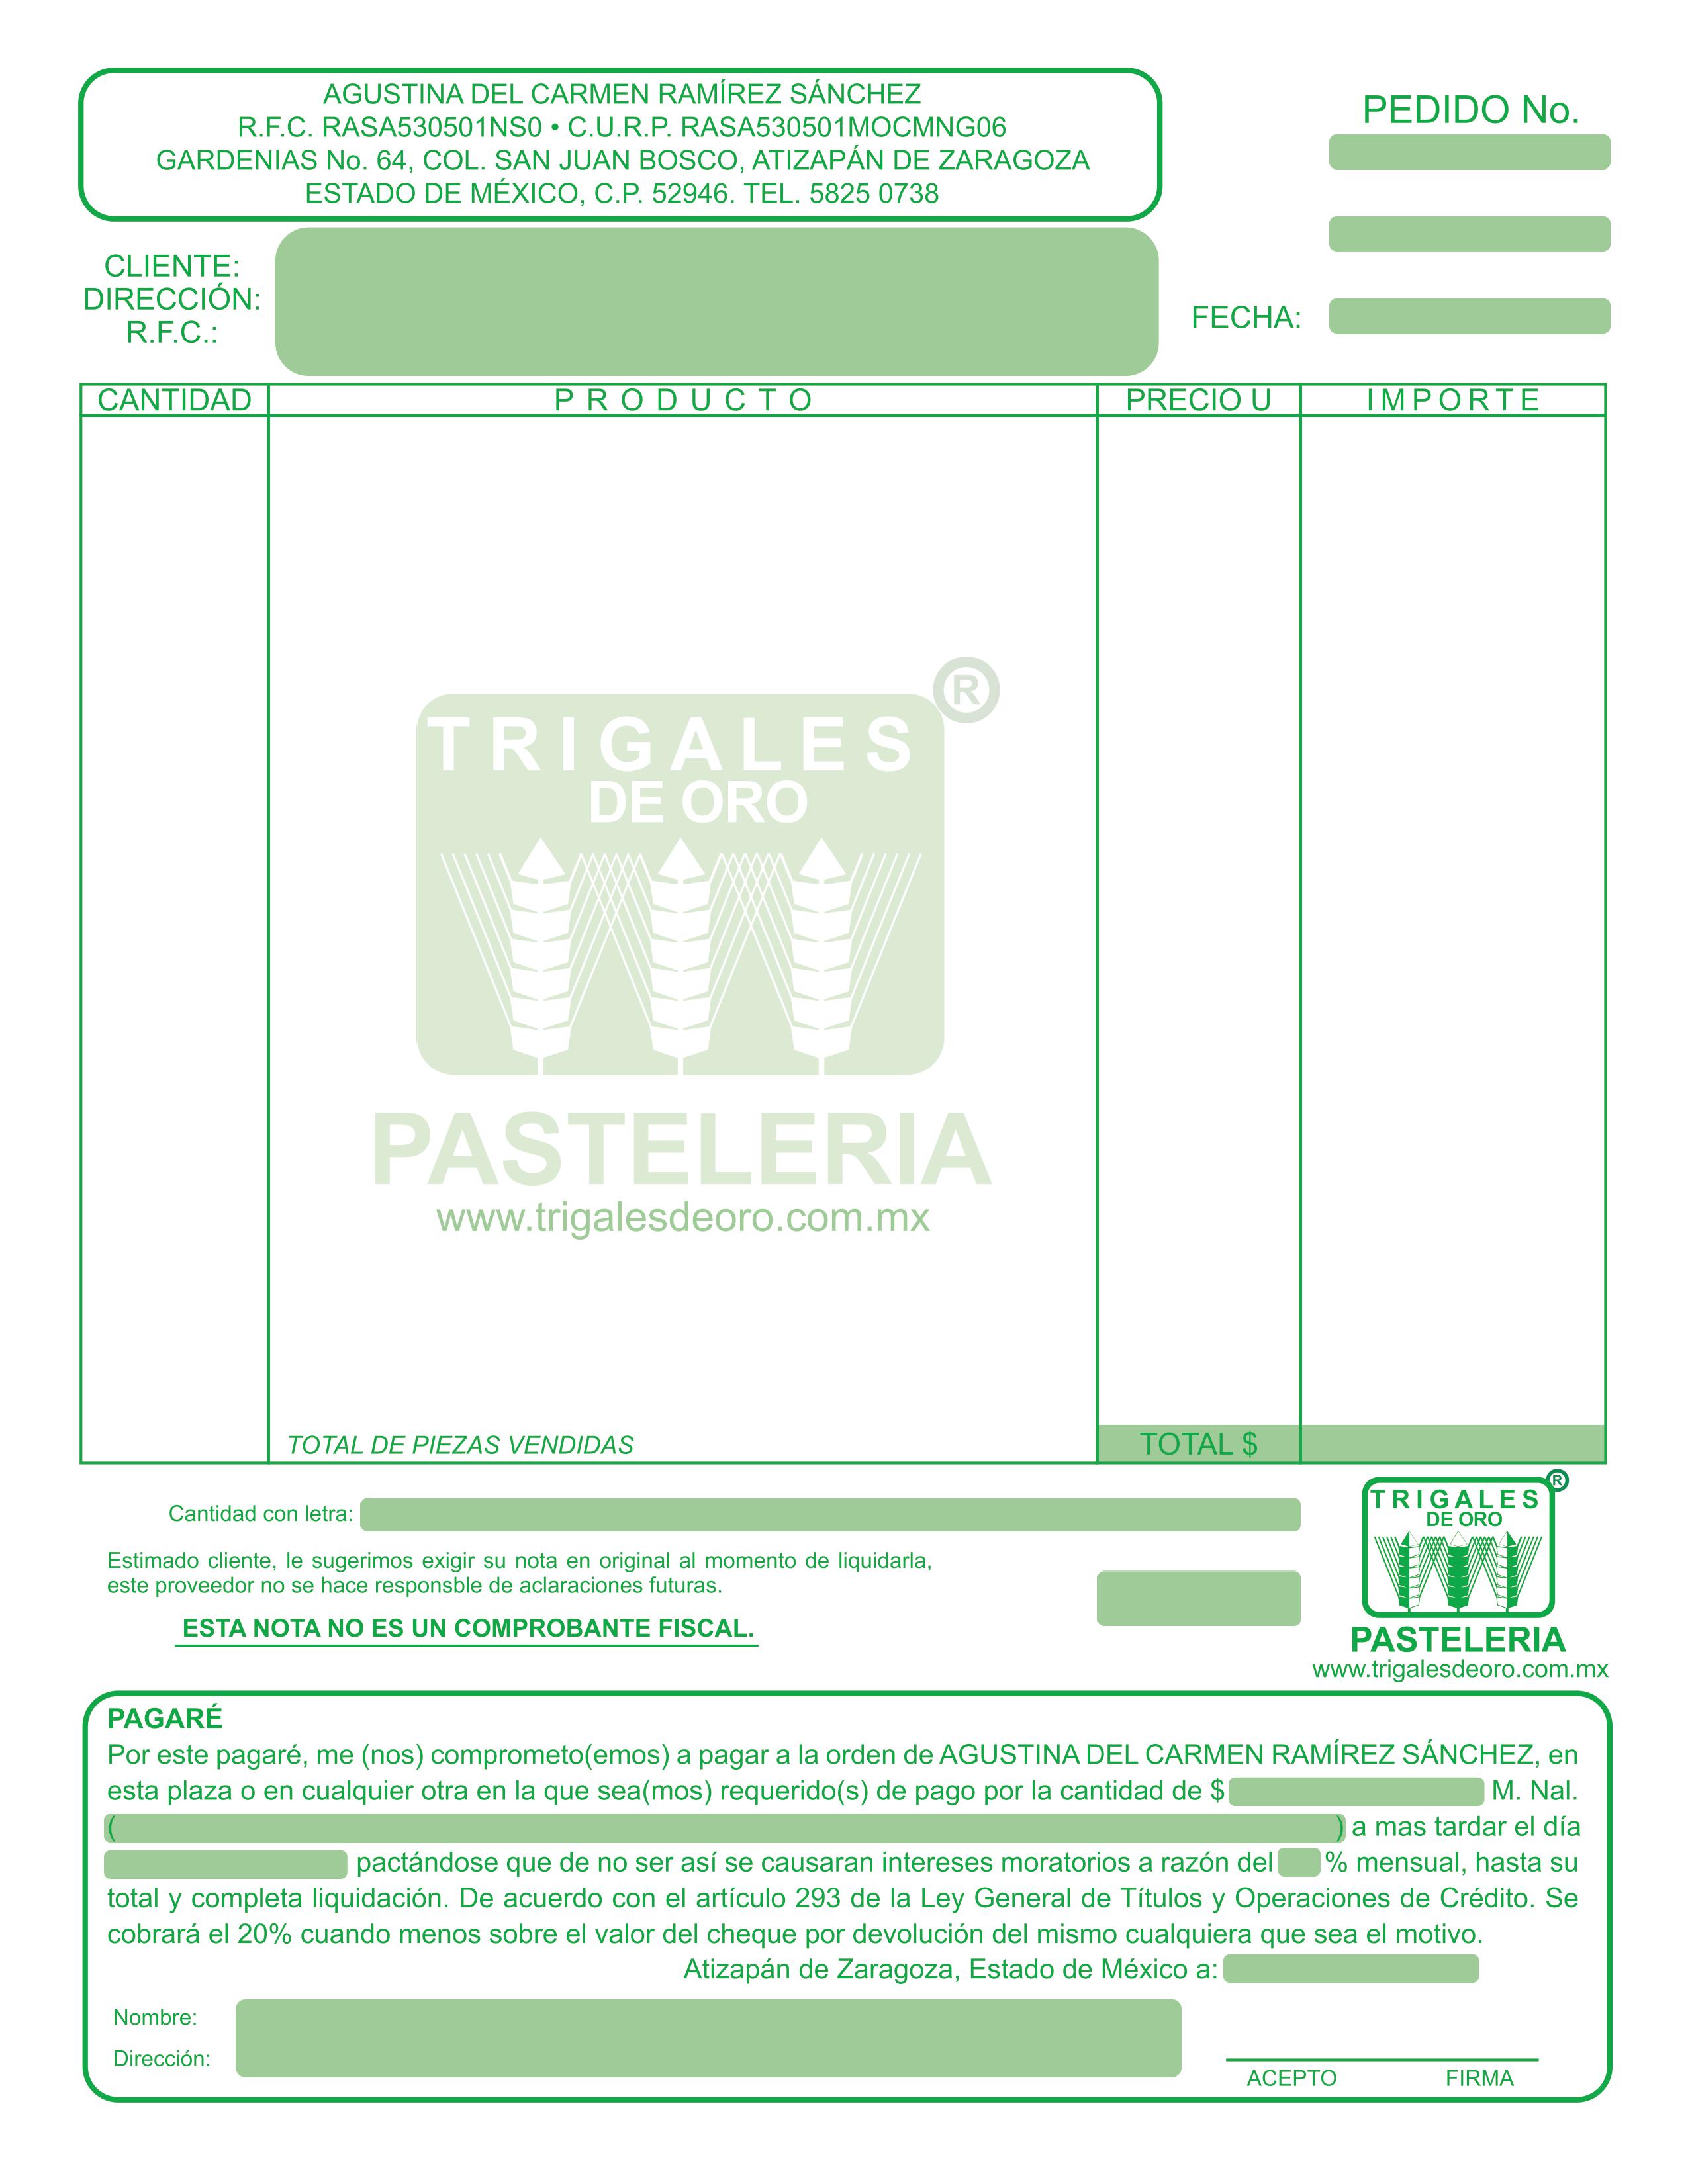 AGUSTINA DEL CARMEN RAMÍREZ SÁNCHEZ
R.F.C. RASA530501NS0 • C.U.R.P. RASA530501MOCMNG06
GARDENIAS No. 64, COL. SAN JUAN BOSCO, ATIZAPÁN DE ZARAGOZA
ESTADO DE MÉXICO, C.P. 52946. TEL. 5825 0738
PEDIDO No.
CLIENTE:
DIRECCIÓN:
R.F.C.:
FECHA:
CANTIDAD PRODUCTO PRECIO U IMPORTE
®
TRIGALES
DE ORO
PASTELERIA
www.trigalesdeoro.com.mx
TOTAL DE PIEZAS VENDIDAS TOTAL $
Cantidad con letra:
Estimado cliente, le sugerimos exigir su nota en original al momento de liquidarla,
este proveedor no se hace responsble de aclaraciones futuras.
ESTA NOTA NO ES UN COMPROBANTE FISCAL.
®
TRIGALES
DE ORO
PASTELERIA
www.trigalesdeoro.com.mx
PAGARÉ
Por este pagaré, me (nos) comprometo(emos) a pagar a la orden de AGUSTINA DEL CARMEN RAMÍREZ SÁNCHEZ, en
esta plaza o en cualquier otra en la que sea(mos) requerido(s) de pago por la cantidad de $ M. Nal.
( ) a mas tardar el día
pactándose que de no ser así se causaran intereses moratorios a razón del % mensual, hasta su
total y completa liquidación. De acuerdo con el artículo 293 de la Ley General de Títulos y Operaciones de Crédito. Se
cobrará el 20% cuando menos sobre el valor del cheque por devolución del mismo cualquiera que sea el motivo.
Atizapán de Zaragoza, Estado de México a:
Nombre:
Dirección:
ACEPTO FIRMA